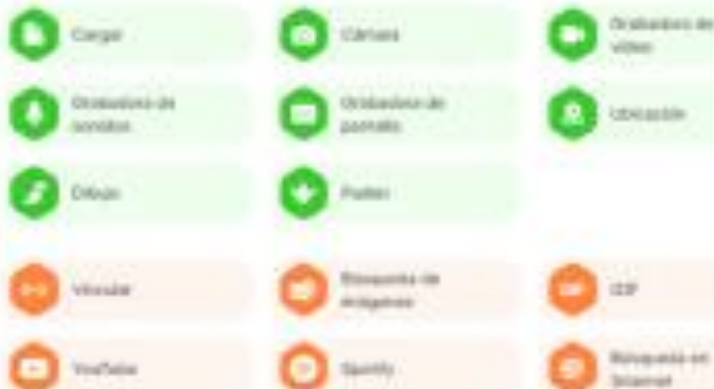 Cargar
Cámara
Grabadora de
video
Grabadora de
sonidos
Grabadora de
pantalla
Ubicación
Dibujo
Padlet
Vincular
Búsqueda de
imágenes
GIF
YouTube
Spotify
Búsqueda en
Internet